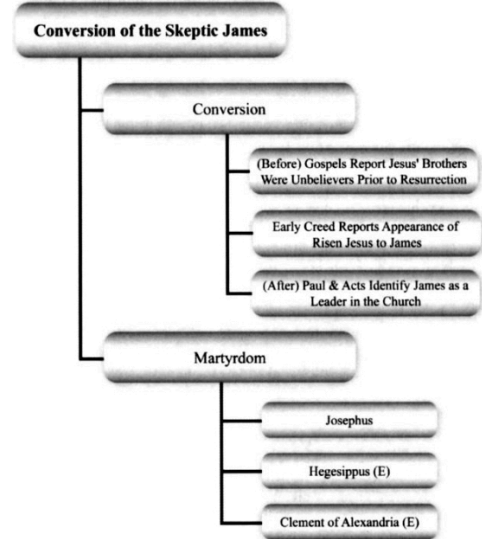 Conversion of the Skeptic James
Conversion
(Before) Gospels Report Jesus' Brothers
Were Unbelievers Prior to Resurrection
Early Creed Reports Appearance of
Risen Jesus to James
(After) Paul & Acts Identify James as a
Leader in the Church
Martyrdom
Josephus
Hegesippus (E)
Clement of Alexandria (E)